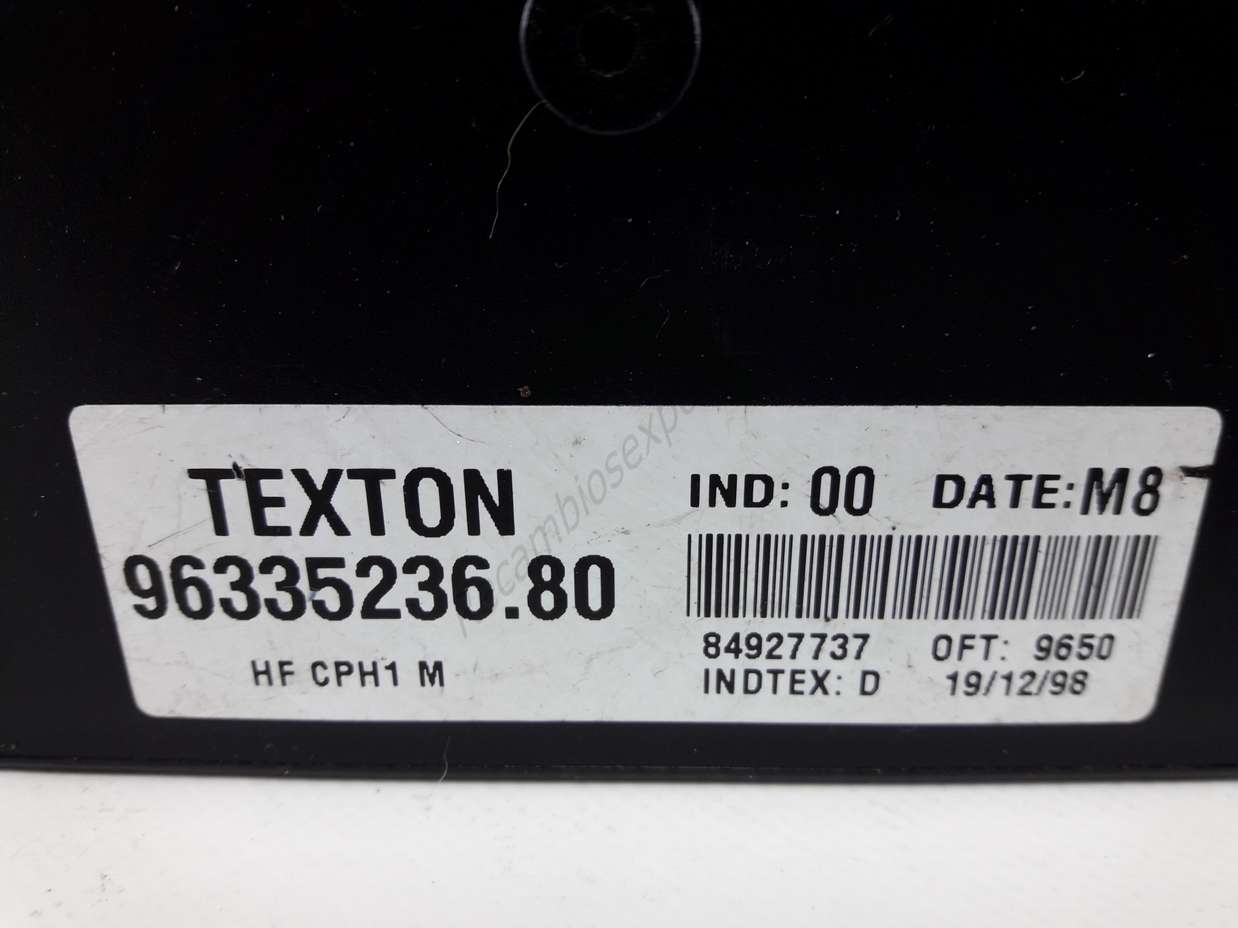 TEXTON
96335236.80
HF CPH1 M
IND: 00 DATE: M8
84927737 OFT: 9650
INDTEX: D 19/12/98